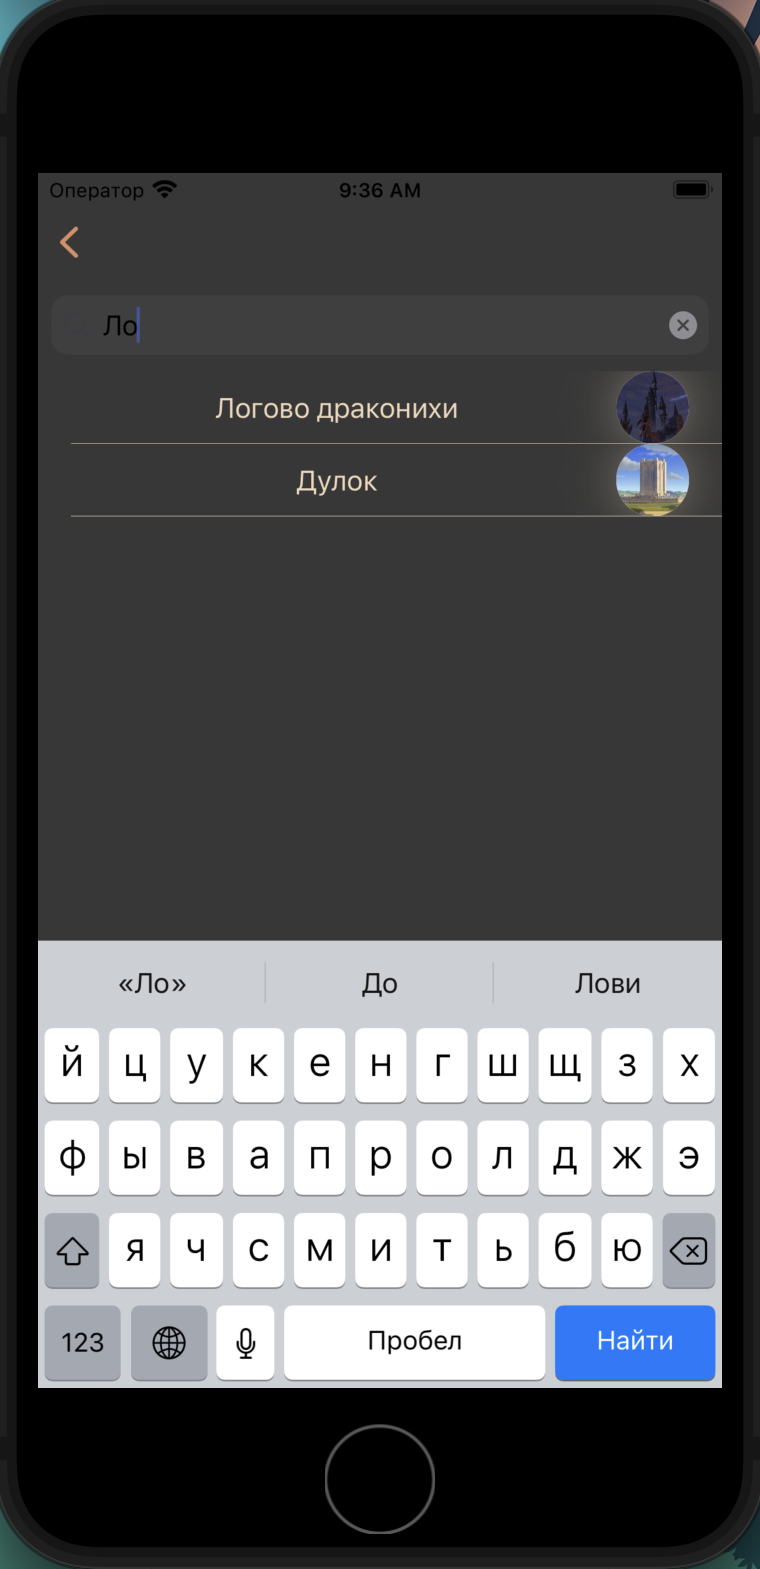 Оператор 9:36 AM
Ло
Логово драконихи
Дулок
«Ло» До Лови
й ц у к е н г ш щ з х
ф ы в а п р о л д ж э
я ч с м и т ь б ю
123 Пробел Найти